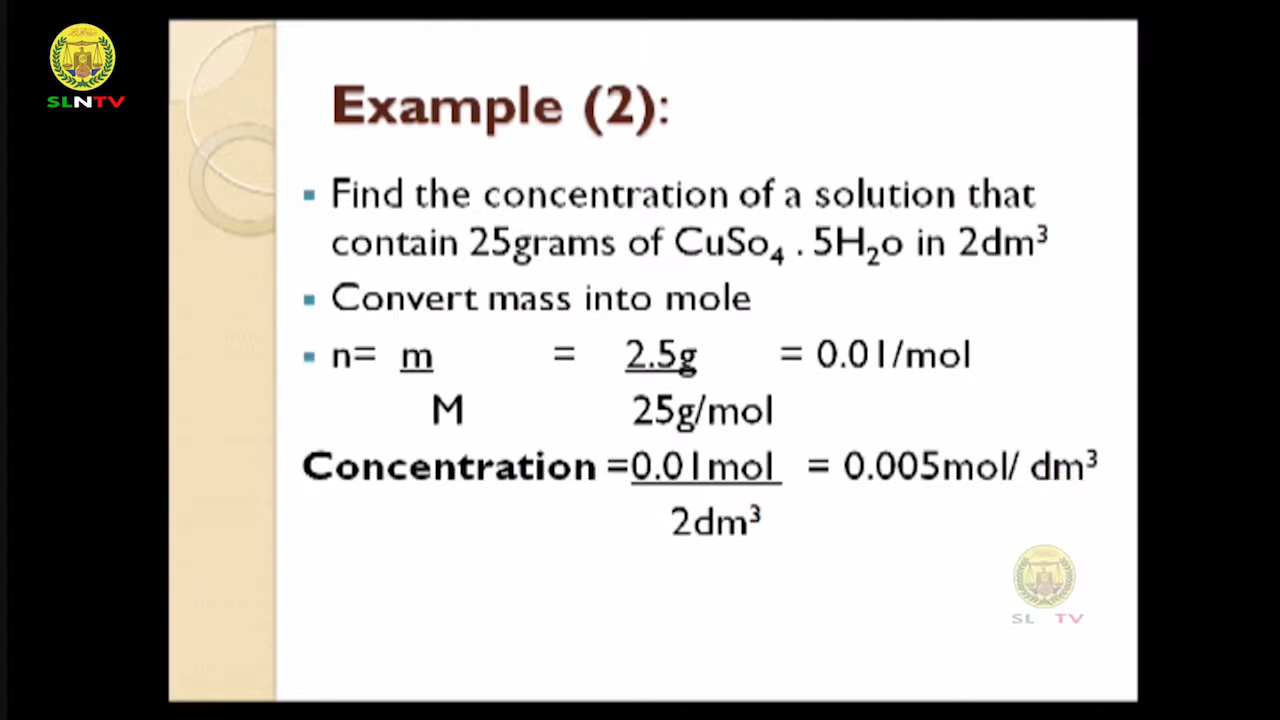 SLNTV
Example (2):
Find the concentration of a solution that
contain 25grams of CuSo₄ . 5H₂o in 2dm³
Convert mass into mole
n= m = 2.5g = 0.01/mol
M 25g/mol
Concentration =0.01mol = 0.005mol/ dm³
2dm³
SL TV